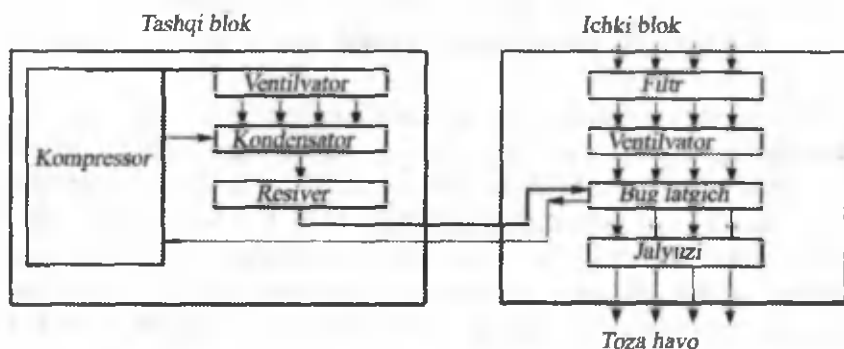 Tashqi blok
Ventilvator
Kondensator
Kompressor
Resiver
Ichki blok
Filtr
Ventilvator
Bug latgich
Jalyuzi
Toza havo